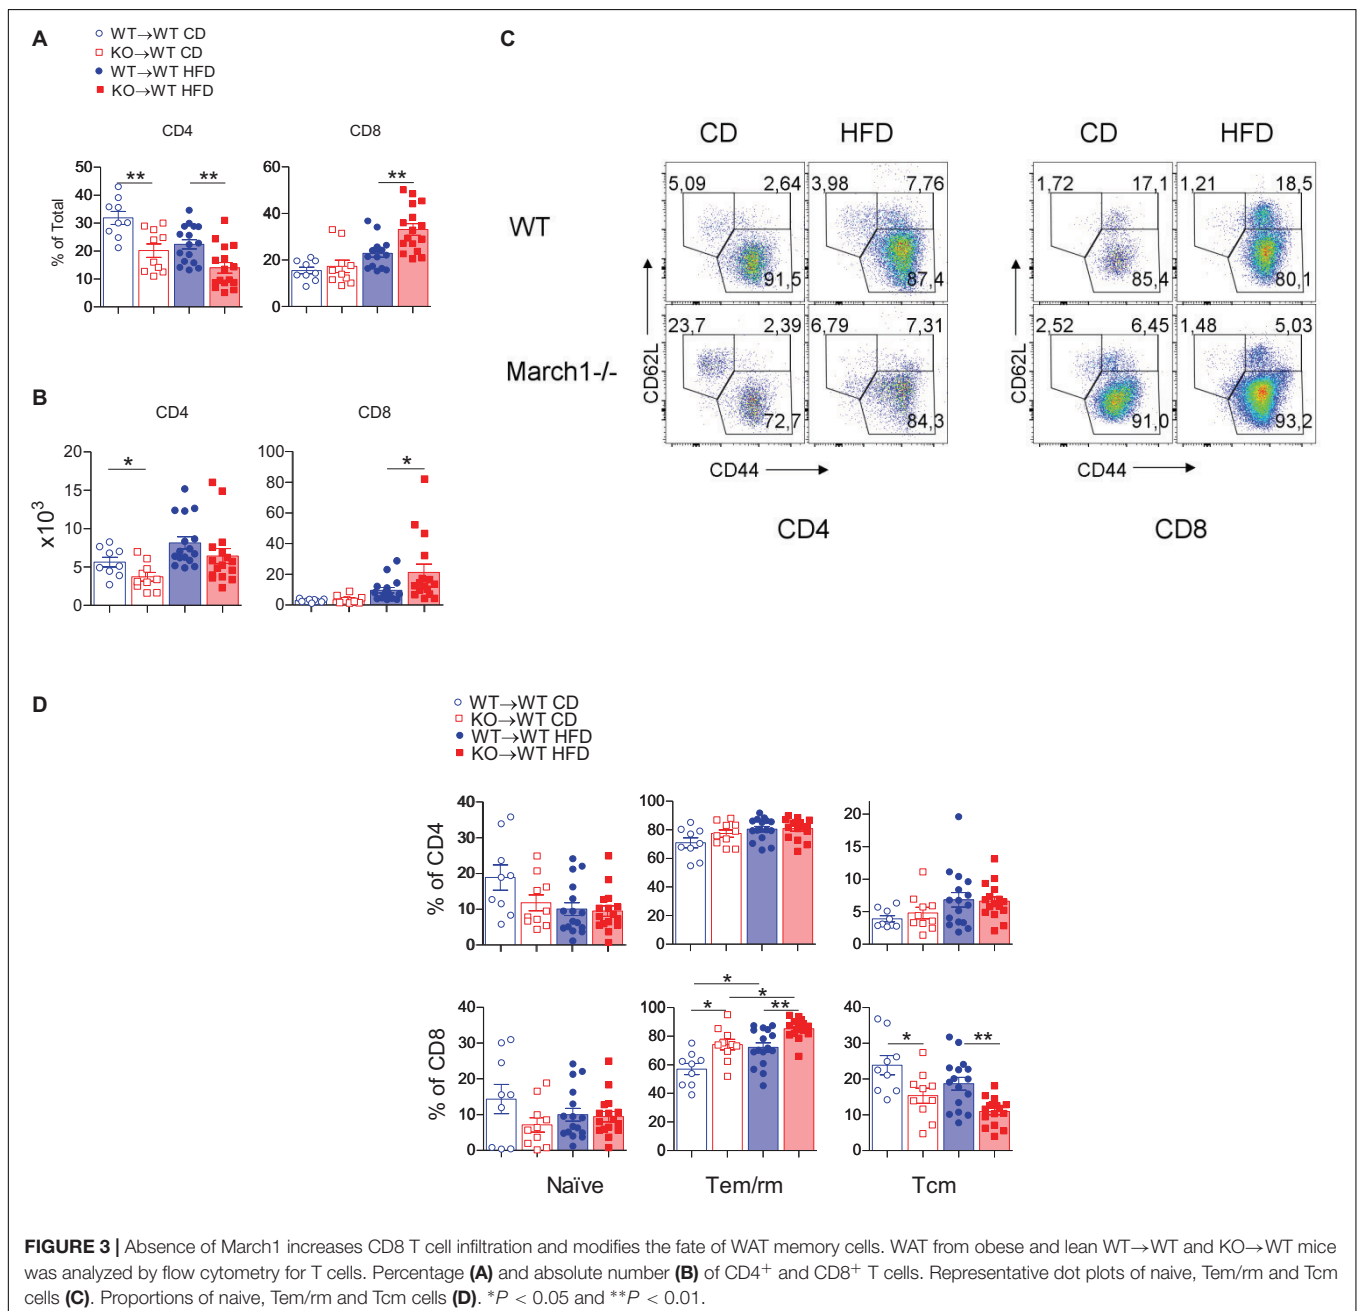 A
WT→WT CD
KO→WT CD
WT→WT HFD
KO→WT HFD
CD4
CD8
% of Total
50
40
30
20
10
0
** **
60
40
20
0
**
B
CD4
CD8
x10³
20
15
10
5
0
*
100
80
60
40
20
0
*
C
CD HFD
CD HFD
WT
March1-/-
5,09 2,64 3,98 7,76
91,5 87,4
23,7 2,39 6,79 7,31
72,7 84,3
1,72 17,1 1,21 18,5
85,4 80,1
2,52 6,45 1,48 5,03
91,0 93,2
CD62L
CD62L
CD44
CD44
CD4
CD8
D
WT→WT CD
KO→WT CD
WT→WT HFD
KO→WT HFD
% of CD4
40
30
20
10
0
100
80
60
40
20
0
20
15
10
5
0
% of CD8
40
30
20
10
0
100
80
60
40
20
0
*
* * **
40
30
20
10
0
* **
Naïve
Tem/rm
Tcm
FIGURE 3 | Absence of March1 increases CD8 T cell infiltration and modifies the fate of WAT memory cells. WAT from obese and lean WT→WT and KO→WT mice
was analyzed by flow cytometry for T cells. Percentage (A) and absolute number (B) of CD4+ and CD8+ T cells. Representative dot plots of naive, Tem/rm and Tcm
cells (C). Proportions of naive, Tem/rm and Tcm cells (D). *P < 0.05 and **P < 0.01.